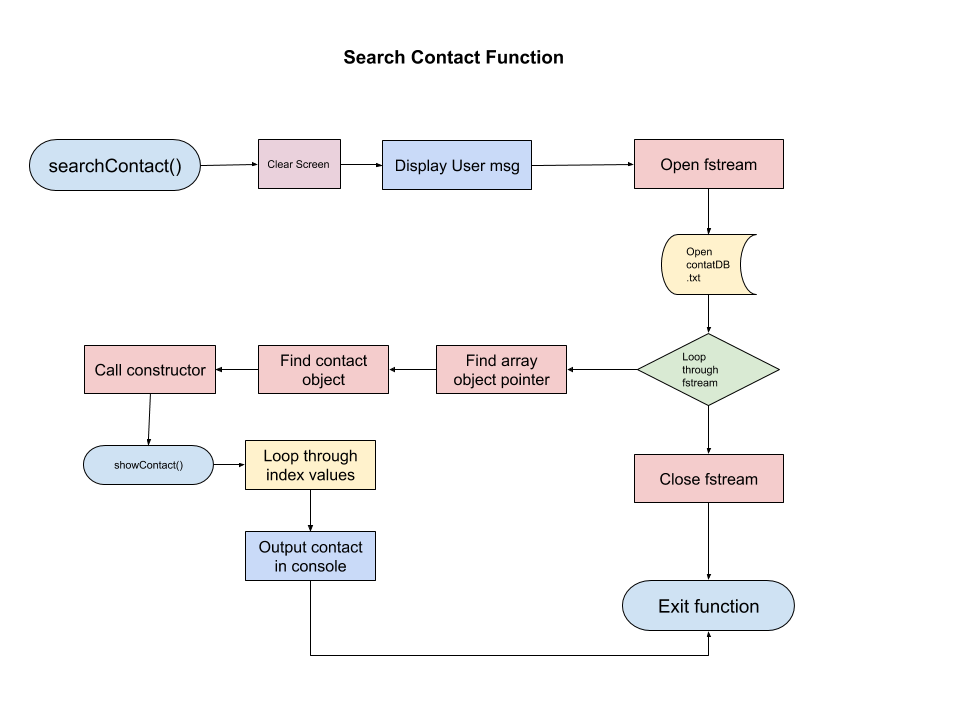 Search Contact Function
searchContact()
Clear Screen
Display User msg
Open fstream
Open
contatDB
.txt
Loop
through
fstream
Find array
object pointer
Find contact
object
Call constructor
showContact()
Loop through
index values
Output contact
in console
Close fstream
Exit function